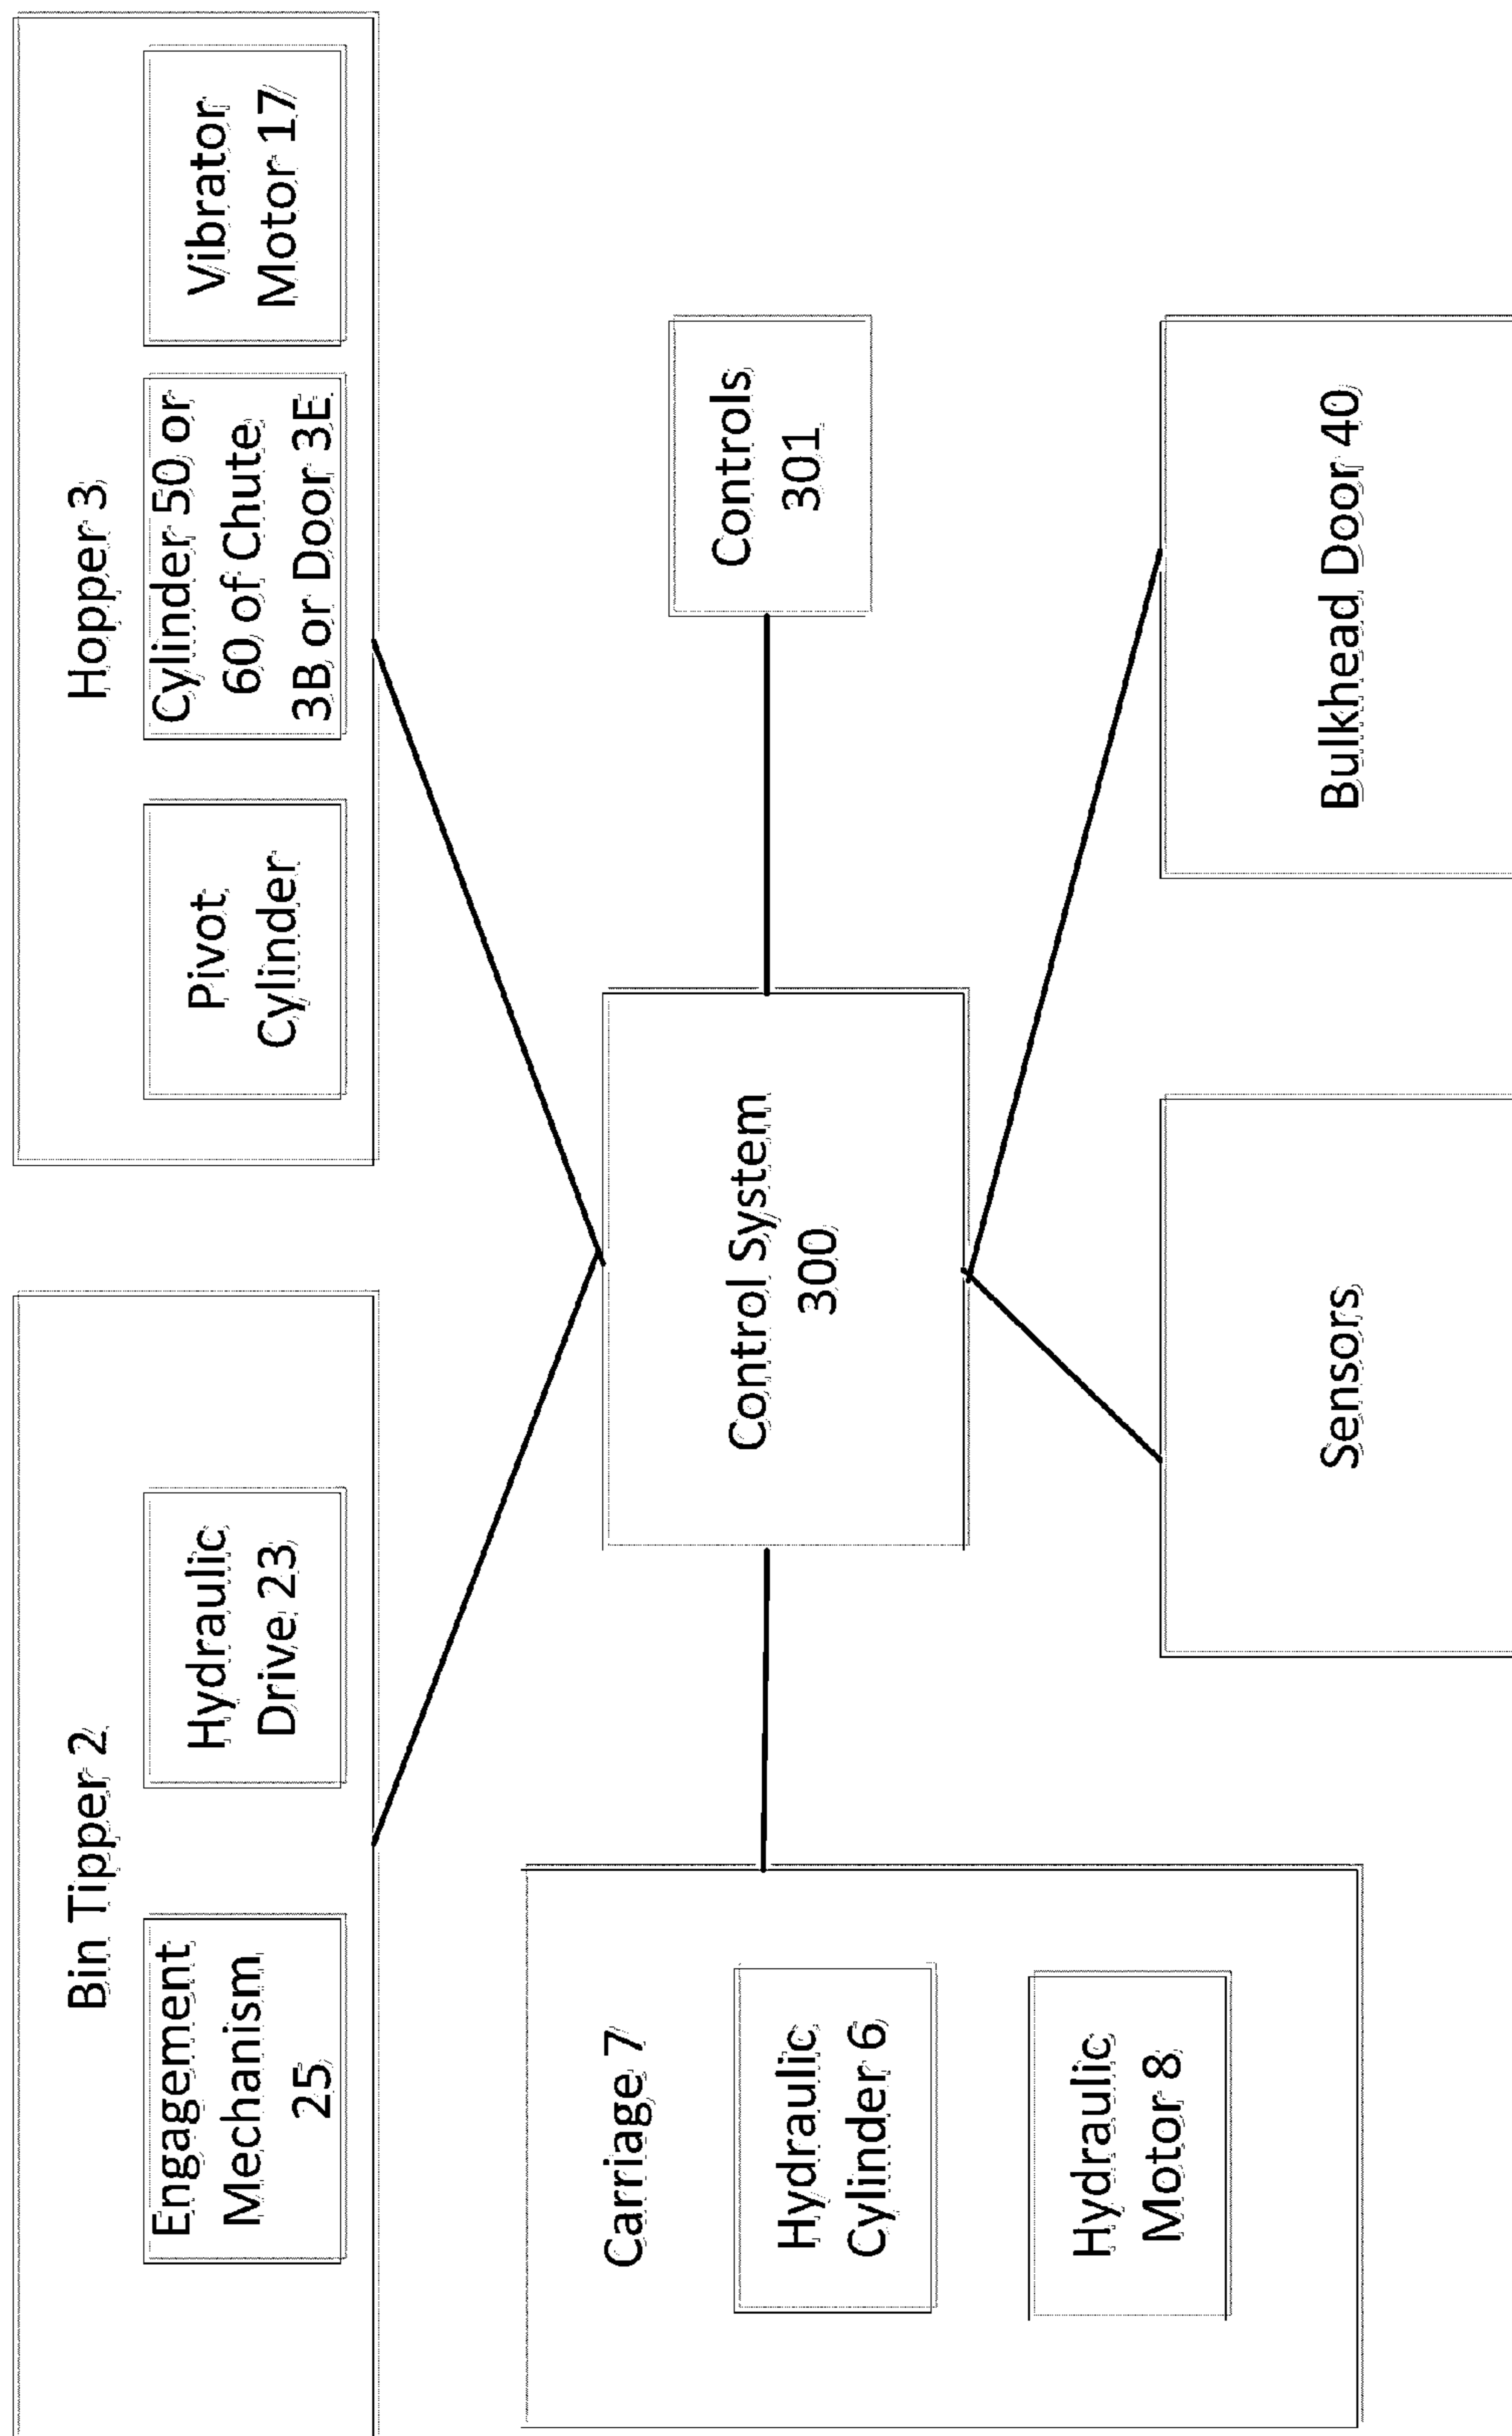 Bin Tipper 2
Engagement
Mechanism
25
Hydraulic
Drive 23
Hopper 3
Pivot
Cylinder
Cylinder 50 or
60 of Chute
3B or Door 3E
Vibrator
Motor 17
Carriage 7
Hydraulic
Cylinder 6
Hydraulic
Motor 8
Control System
300
Controls
301
Sensors
Bulkhead Door 40